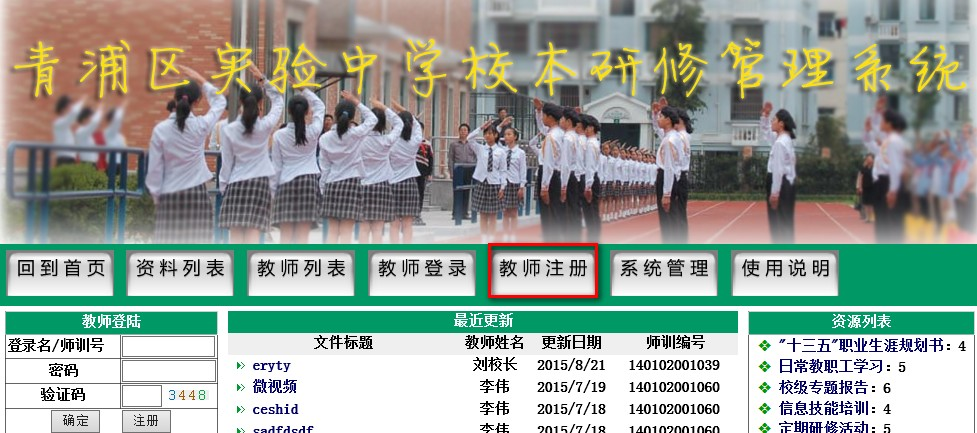 青浦区实验中学校本研修管理系统
回到首页 资料列表 教师列表 教师登录 教师注册 系统管理 使用说明
教师登陆
登录名/师训号
密码
验证码 3448
确定 注册
最近更新
文件标题 教师姓名 更新日期 师训编号
eryty 刘校长 2015/8/21 140102001039
微视频 李伟 2015/7/19 140102001060
ceshid 李伟 2015/7/18 140102001060
sadfdsdf 李伟 2015/7/18 140102001060
资源列表
"十三五"职业生涯规划书：4
日常教职工学习：5
校级专题报告：6
信息技能培训：4
定期研修活动：5